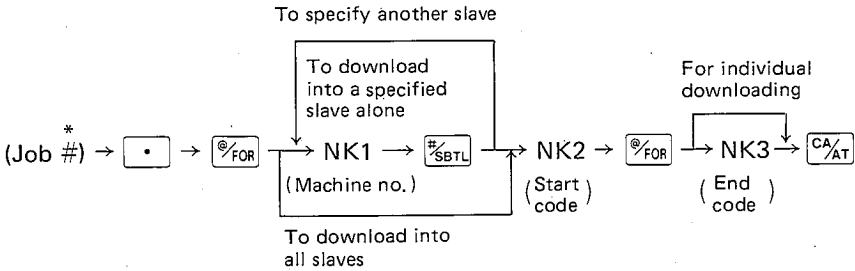 To specify another slave
To download
into a specified
slave alone
For individual
downloading
*
(Job #) → • → @/FOR → NK1 → #/SBTL → NK2 → @/FOR → NK3 → CA/AT
(Machine no.)
(Start
code)
(End
code)
To download into
all slaves